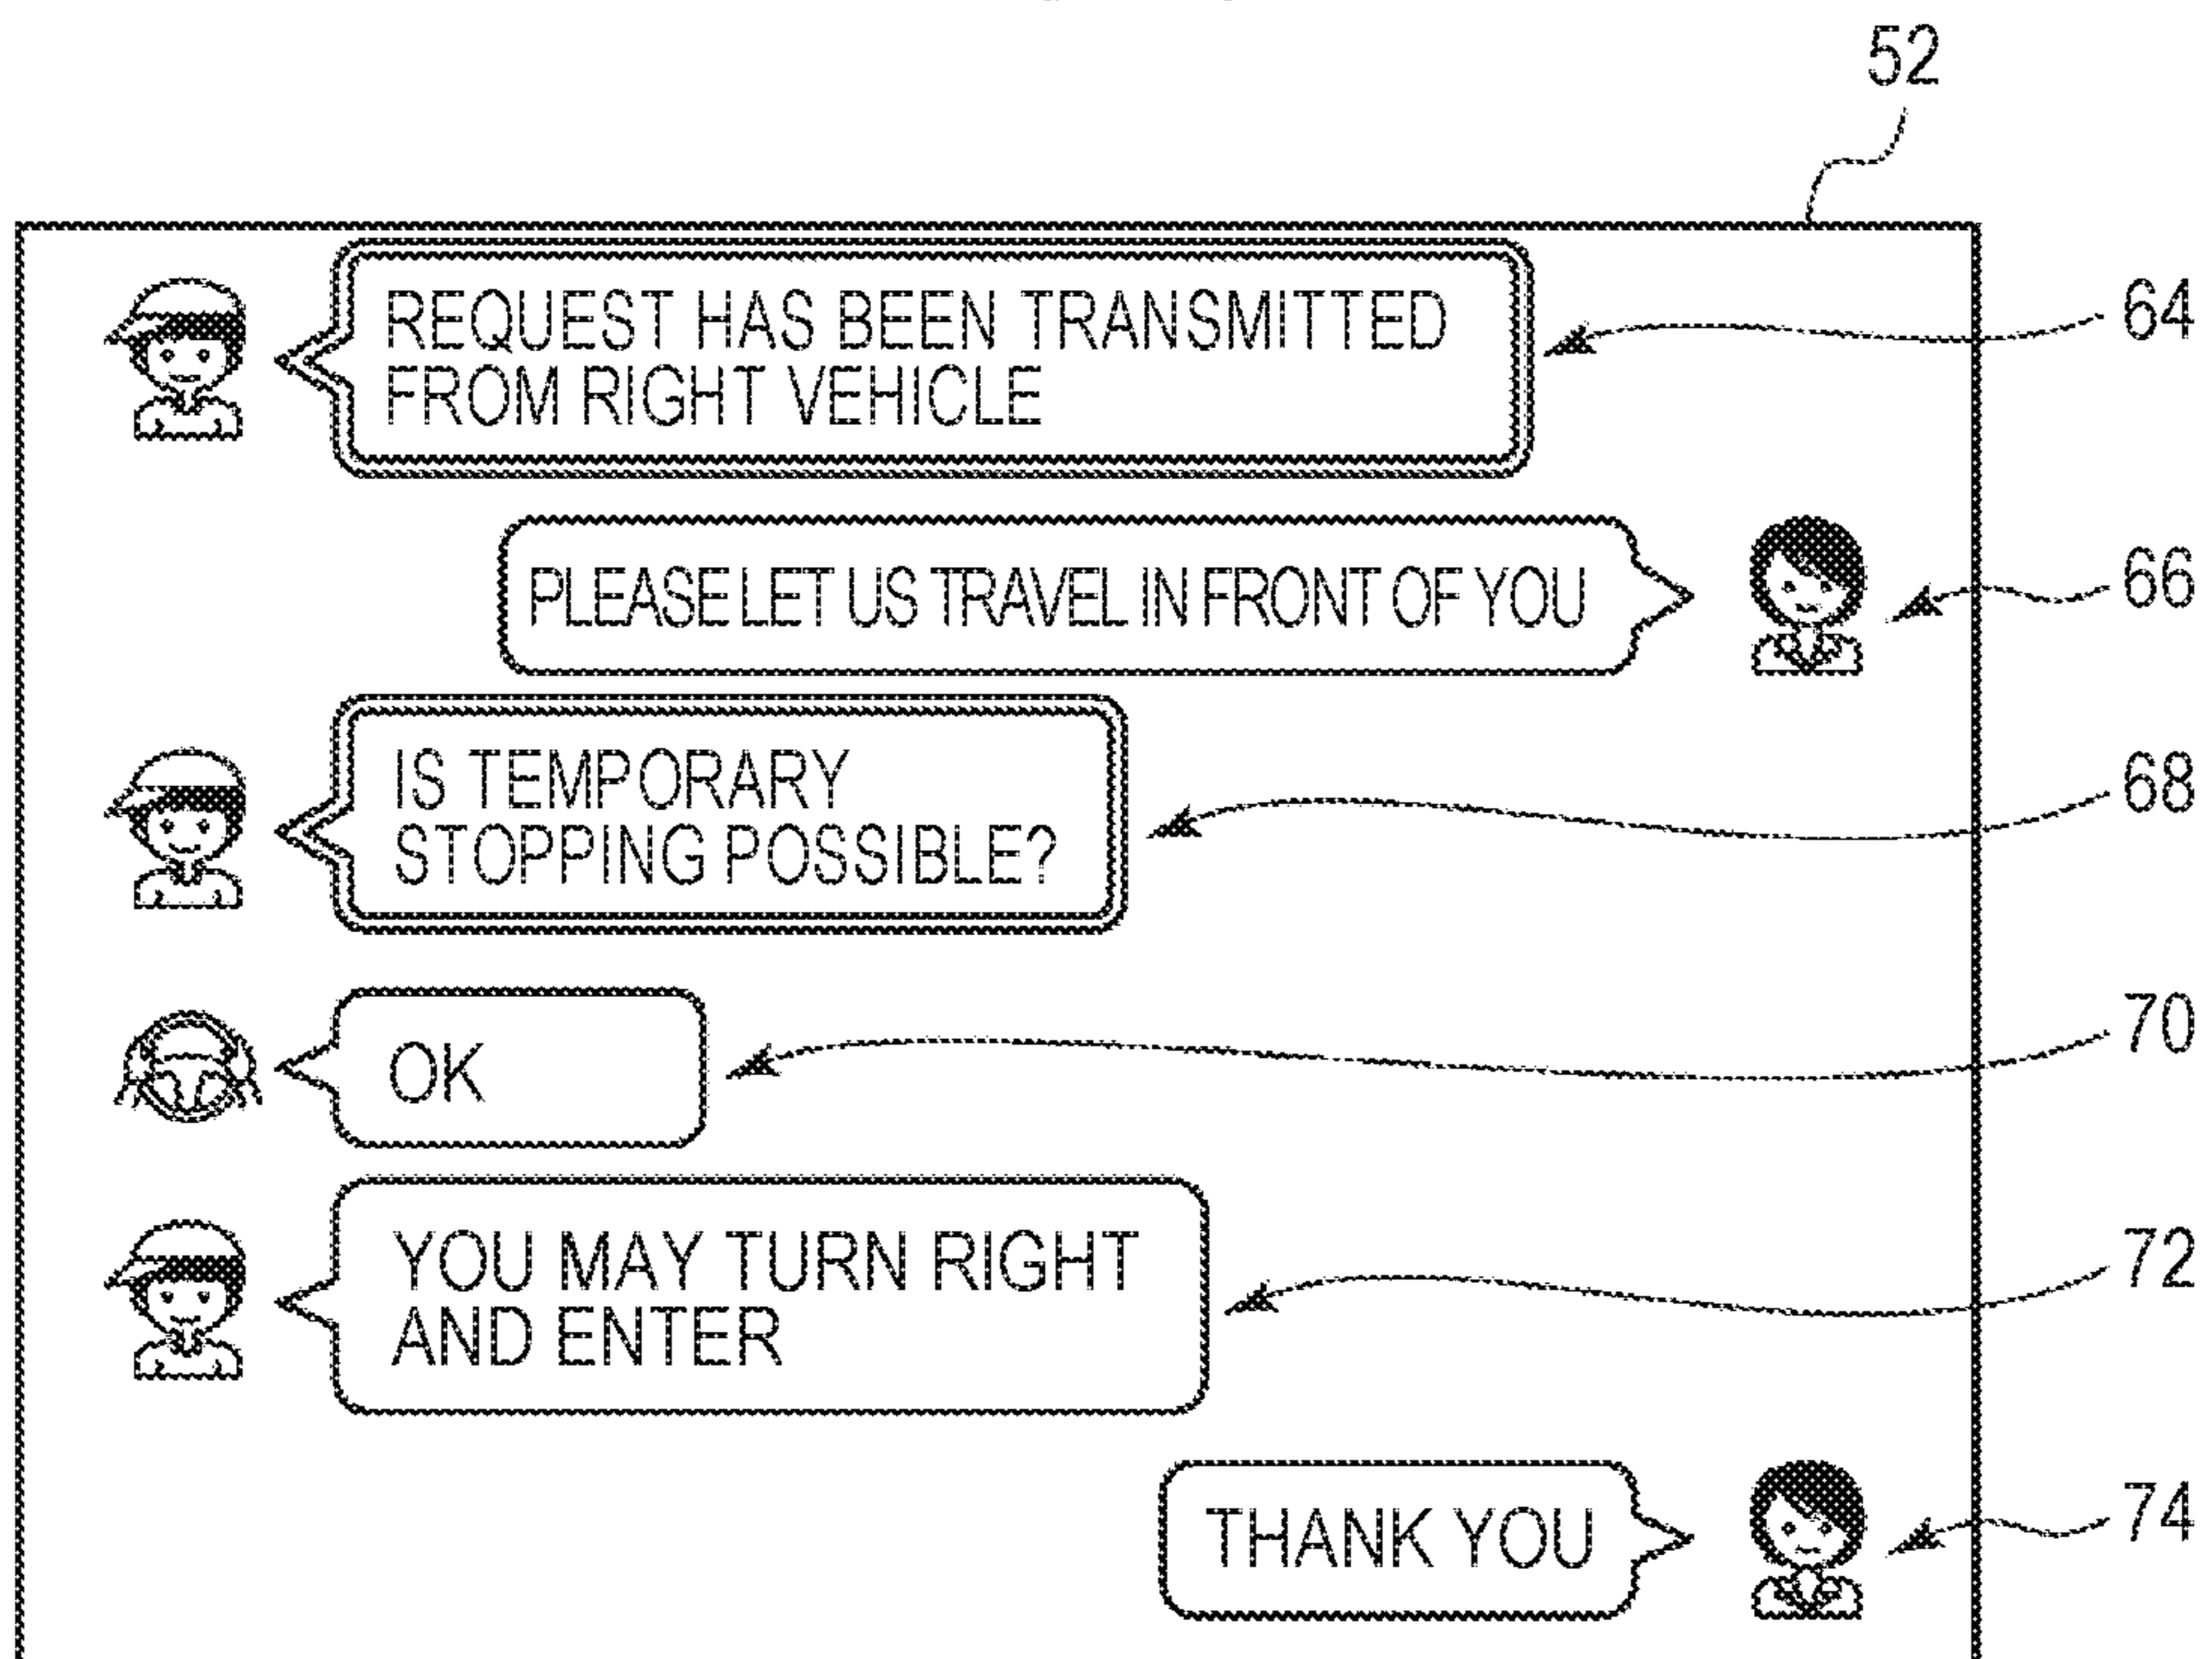 52
REQUEST HAS BEEN TRANSMITTED
FROM RIGHT VEHICLE
64
PLEASE LET US TRAVEL IN FRONT OF YOU
66
IS TEMPORARY
STOPPING POSSIBLE?
68
OK
70
YOU MAY TURN RIGHT
AND ENTER
72
THANK YOU
74